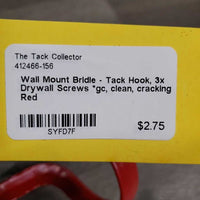 The Tack Collector
412466-156
Wall Mount Bridle - Tack Hook, 3x
Drywall Screws *gc, clean, cracking
Red
SYFD7F
$2.75